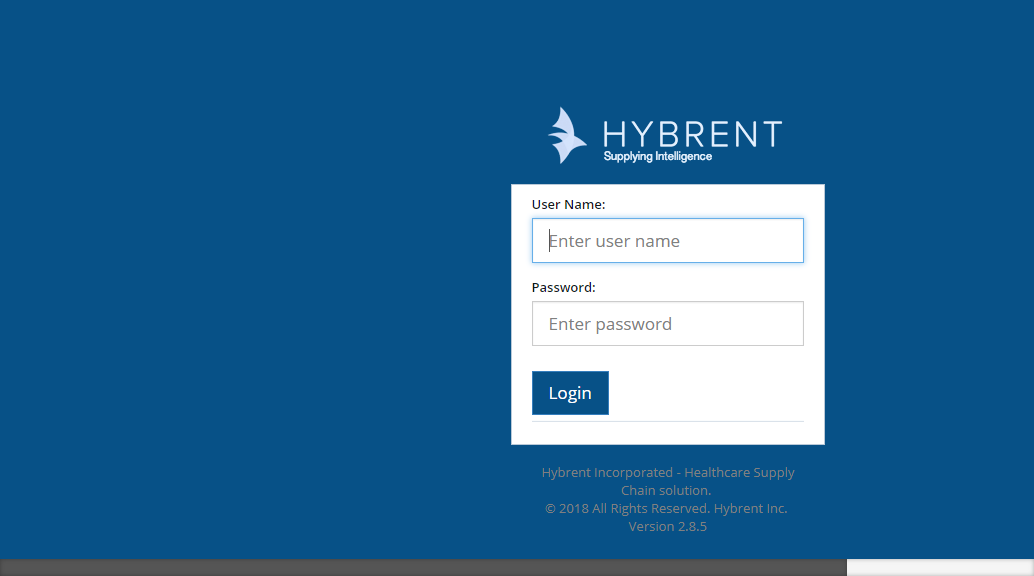 HYBRENT
Supplying Intelligence
User Name:
Enter user name
Password:
Enter password
Login
Hybrent Incorporated - Healthcare Supply
Chain solution.
© 2018 All Rights Reserved. Hybrent Inc.
Version 2.8.5